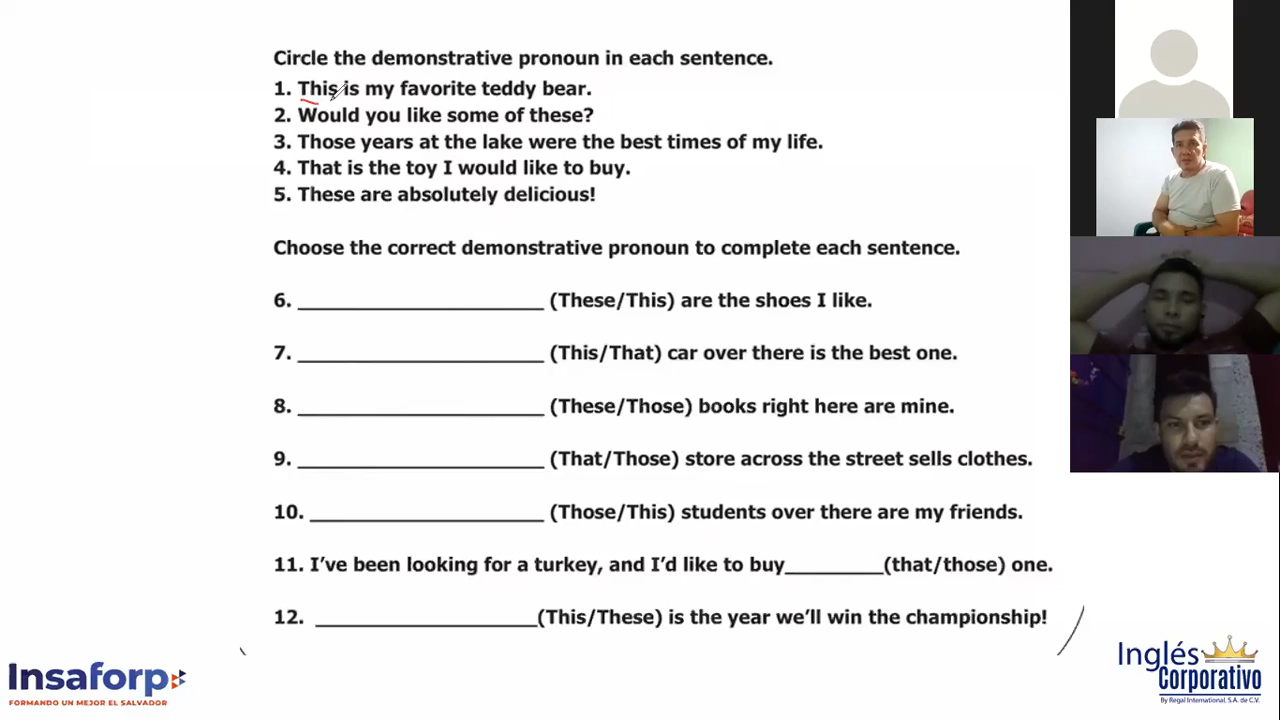 Circle the demonstrative pronoun in each sentence.
1. This is my favorite teddy bear.
2. Would you like some of these?
3. Those years at the lake were the best times of my life.
4. That is the toy I would like to buy.
5. These are absolutely delicious!
Choose the correct demonstrative pronoun to complete each sentence.
6. ______________________ (These/This) are the shoes I like.
7. ______________________ (This/That) car over there is the best one.
8. ______________________ (These/Those) books right here are mine.
9. ______________________ (That/Those) store across the street sells clothes.
10. _____________________ (Those/This) students over there are my friends.
11. I’ve been looking for a turkey, and I’d like to buy_________(that/those) one.
12. ____________________(This/These) is the year we’ll win the championship!
Insaforp
FORMANDO UN MEJOR EL SALVADOR
Inglés
Corporativo
By Regal International, S.A. de C.V.